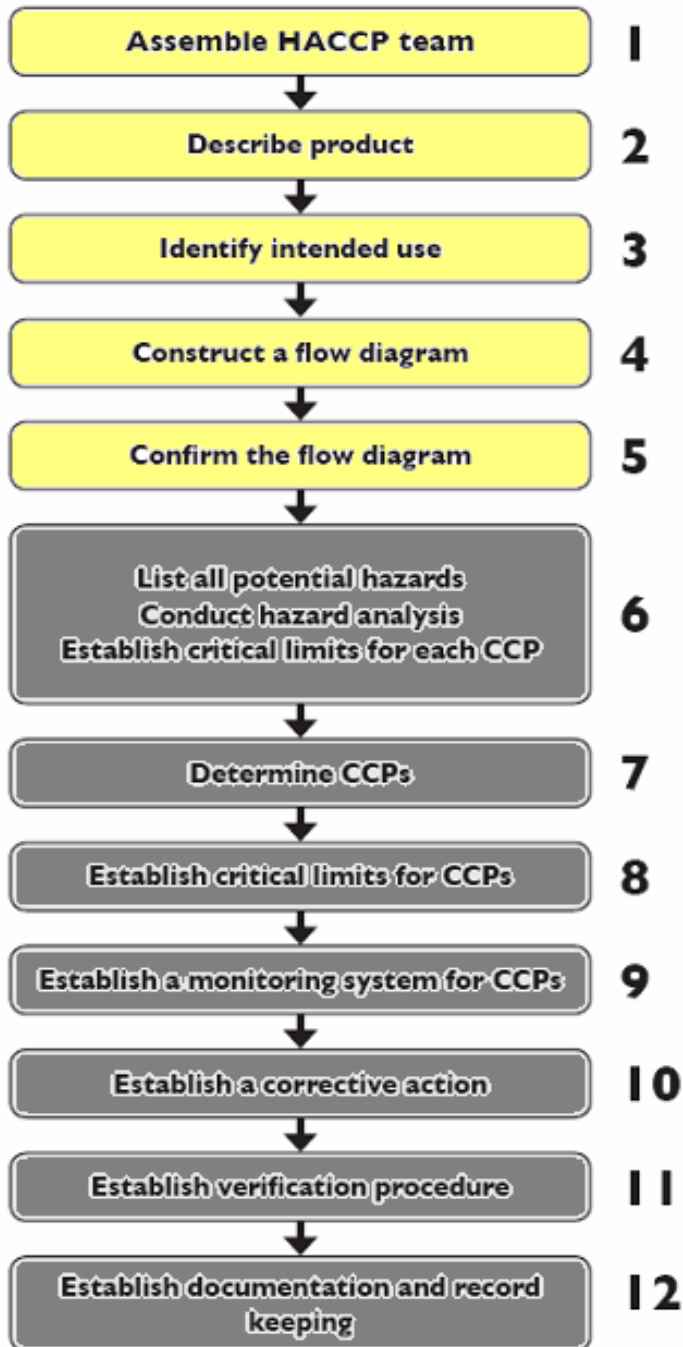 Assemble HACCP team 1
Describe product 2
Identify intended use 3
Construct a flow diagram 4
Confirm the flow diagram 5
List all potential hazards
Conduct hazard analysis 6
Establish critical limits for each CCP
Determine CCPs 7
Establish critical limits for CCPs 8
Establish a monitoring system for CCPs 9
Establish a corrective action 10
Establish verification procedure 11
Establish documentation and record 12
keeping